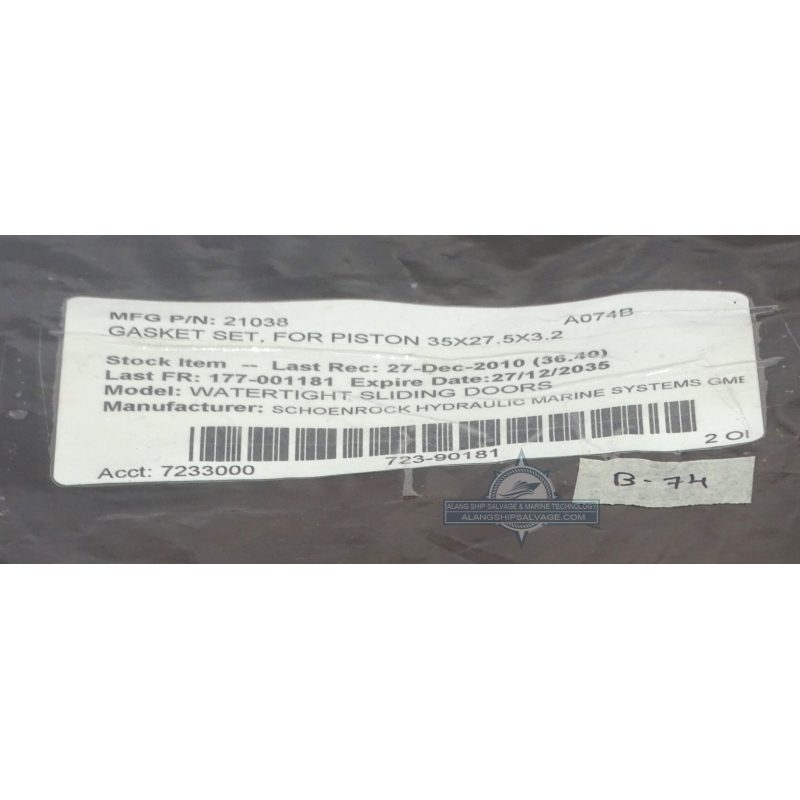 MFG P/N: 21038 A074B
GASKET SET, FOR PISTON 35X27.5X3.2
Stock Item -- Last Rec: 27-Dec-2010 (36.40)
Last FR: 177-001181 Expire Date:27/12/2035
Model: WATERTIGHT SLIDING DOORS
Manufacturer: SCHOENROCK HYDRAULIC MARINE SYSTEMS GMB
723-90181
Acct: 7233000 2 OI
B-74
ALANG SHIP SALVAGE & MARINE TECHNOLOGY
ALANGSHIPSALVAGE.COM